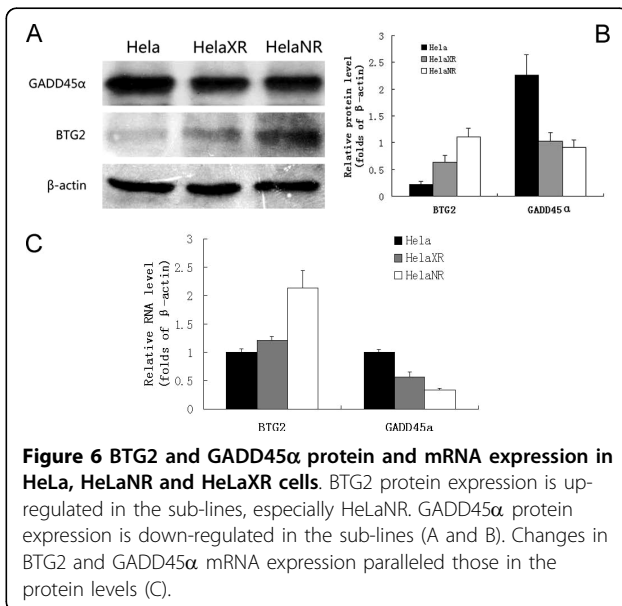 A
Hela HelaXR HelaNR
GADD45α
BTG2
β-actin
B
Relative protein level
(folds of β-actin)
3
2.5
2
1.5
1
0.5
0
Hela
HelaXR
HelaNR
BTG2 GADD45α
C
Relative RNA level
(folds of β-actin)
3
2.5
2
1.5
1
0.5
0
Hela
HelaXR
HelaNR
BTG2 GADD45a
Figure 6 BTG2 and GADD45α protein and mRNA expression in
HeLa, HeLaNR and HeLaXR cells. BTG2 protein expression is up-
regulated in the sub-lines, especially HeLaNR. GADD45α protein
expression is down-regulated in the sub-lines (A and B). Changes in
BTG2 and GADD45α mRNA expression paralleled those in the
protein levels (C).